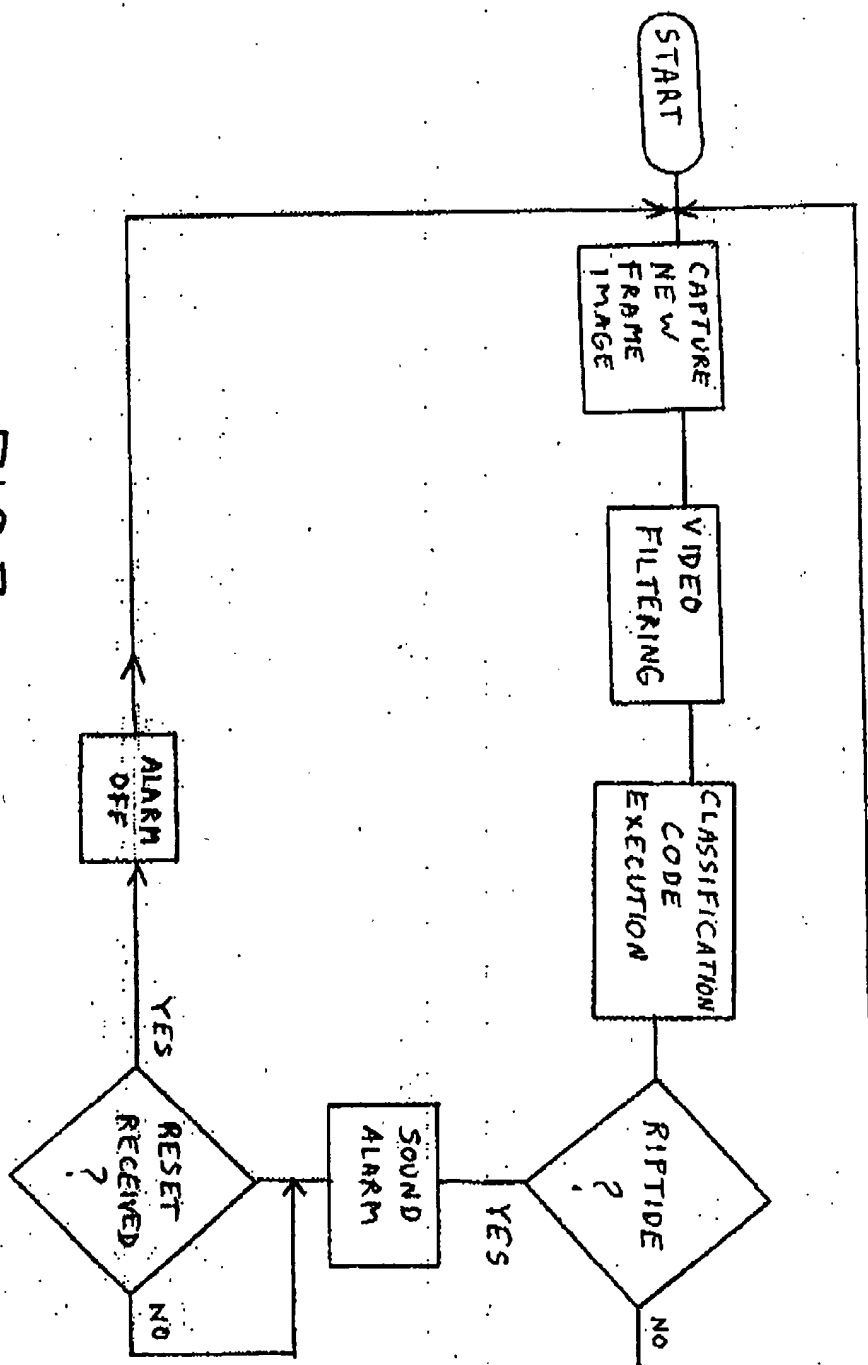 START
CAPTURE
NEW
FRAME
IMAGE
VIDEO
FILTERING
CLASSIFICATION
CODE
EXECUTION
RIPTIDE
?
NO
YES
SOUND
ALARM
RESET
RECEIVED
?
NO
YES
ALARM
OFF